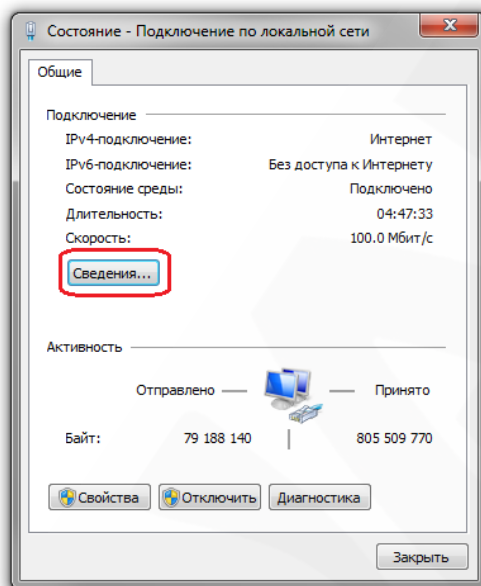 Состояние - Подключение по локальной сети
Общие
Подключение
IPv4-подключение: Интернет
IPv6-подключение: Без доступа к Интернету
Состояние среды: Подключено
Длительность: 04:47:33
Скорость: 100.0 Мбит/с
Сведения...
Активность
Отправлено — — Принято
Байт: 79 188 140 | 805 509 770
Свойства Отключить Диагностика
Закрыть